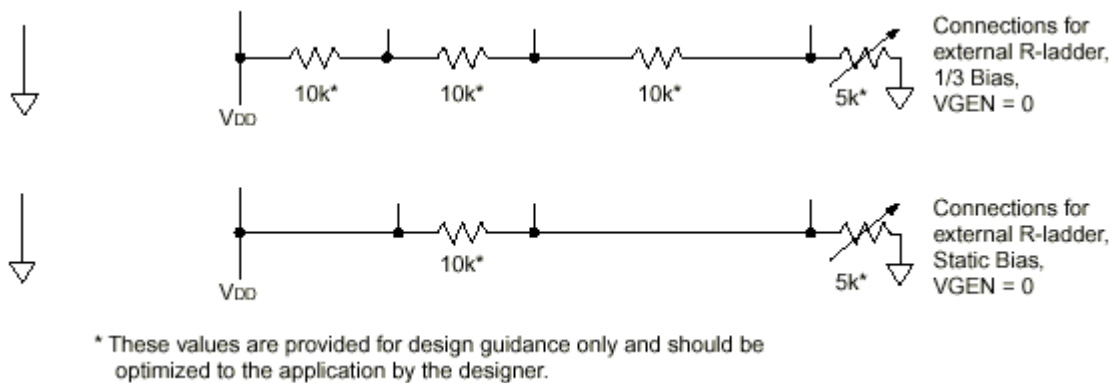 Connections for
external R-ladder,
1/3 Bias,
VGEN = 0
10k*
10k*
10k*
5k*
VDD
Connections for
external R-ladder,
Static Bias,
VGEN = 0
10k*
5k*
VDD
* These values are provided for design guidance only and should be
optimized to the application by the designer.